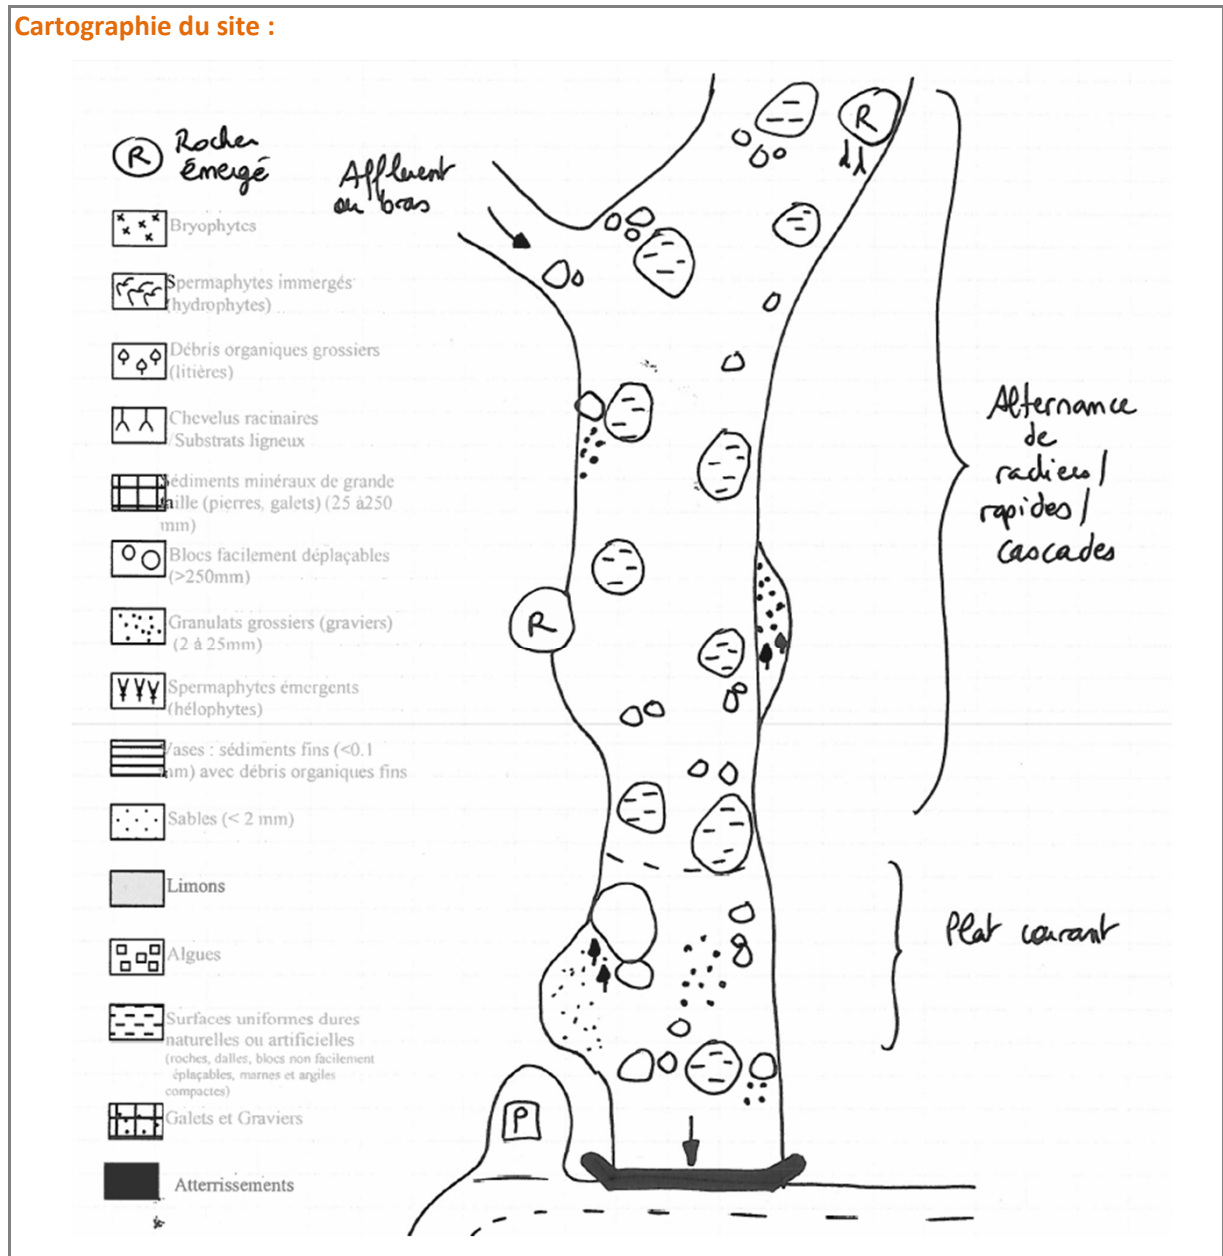 Cartographie du site :
R
Rocher
émergé
Affluent
ou bras
R
Bryophytes
Spermaphytes immergés
(hydrophytes)
Débris organiques grossiers
(litières)
Chevelus racinaires
/Substrats ligneux
Sédiments minéraux de grande
taille (pierres, galets) (25 à250
mm)
Blocs facilement déplaçables
(>250mm)
Granulats grossiers (graviers)
(2 à 25mm)
Spermaphytes émergents
(hélophytes)
Vases : sédiments fins (<0.1
mm) avec débris organiques fins
Sables (< 2 mm)
Limons
Algues
Surfaces uniformes dures
naturelles ou artificielles
(roches, dalles, blocs non facilement
éplaçables, marnes et argiles
compactes)
Galets et Graviers
Atterrissements
R
P
Alternance
de
radiers/
rapides/
cascades
Plat courant